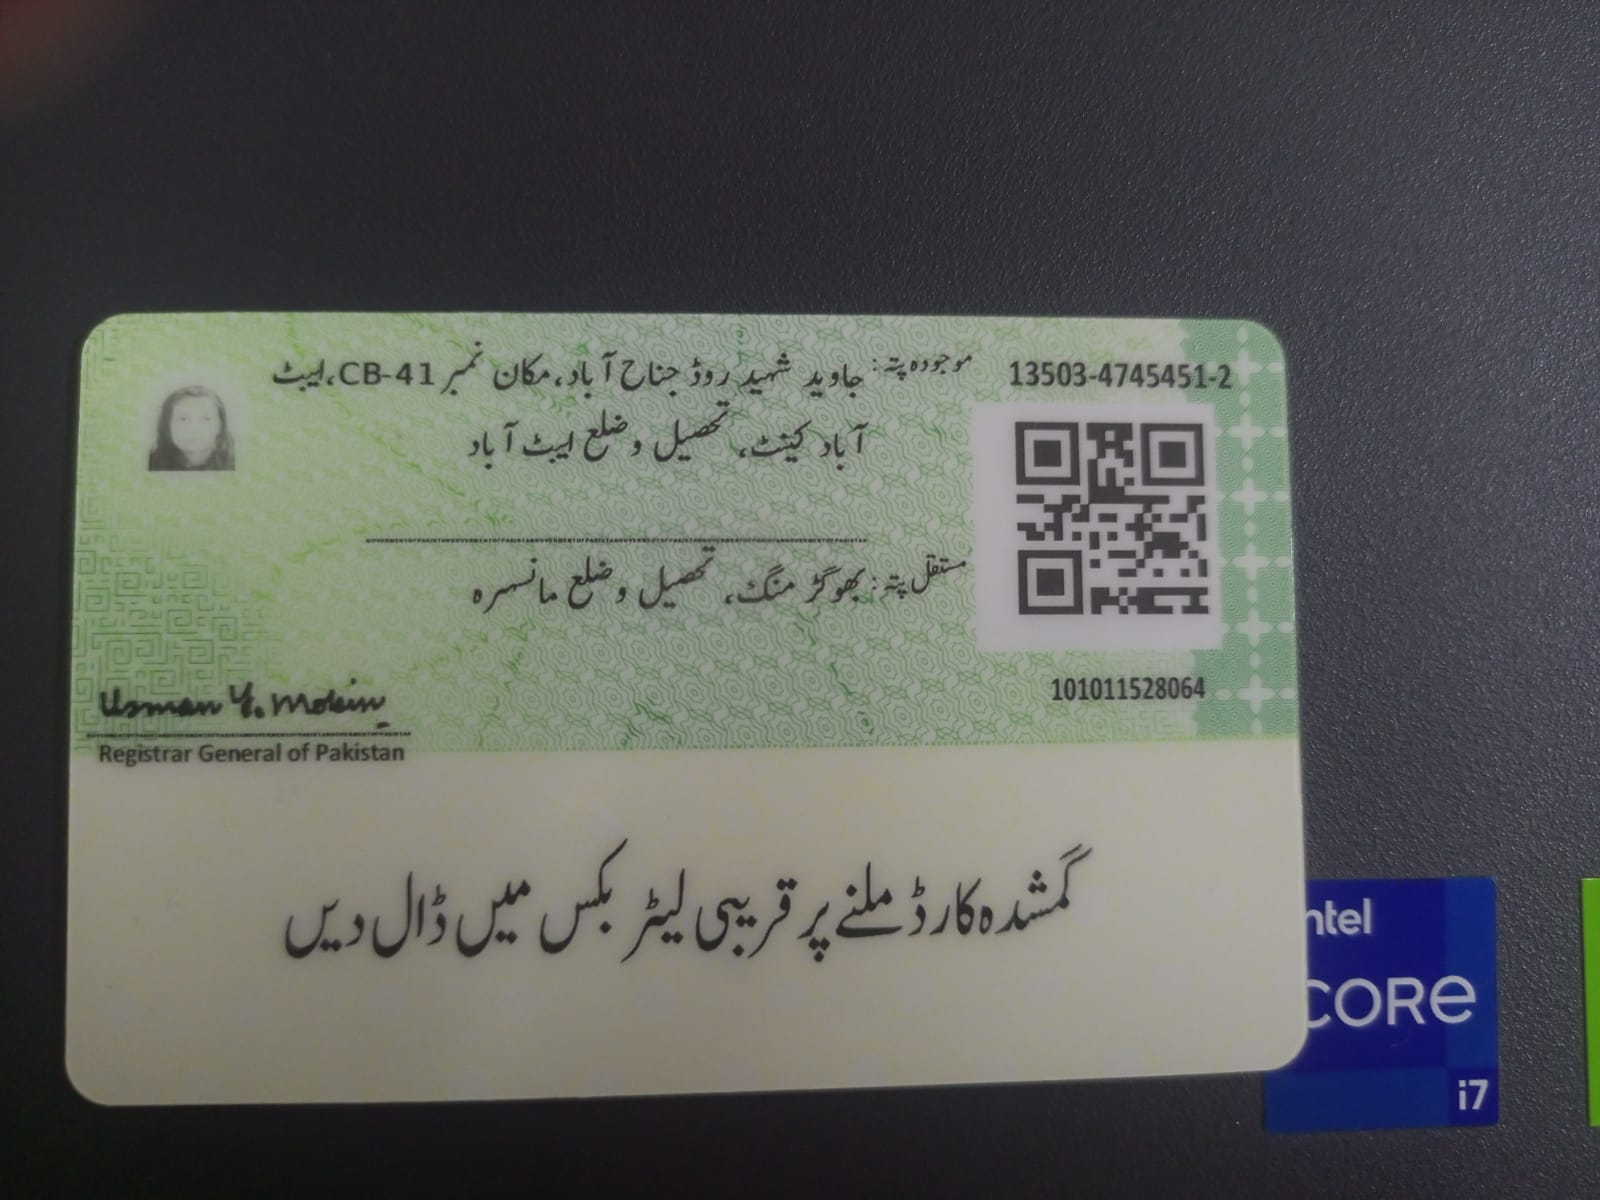 13503-4745451-2
موجودہ پتہ: جاوید شہید روڈ جناح آباد، مکان نمبر CB-41، ایبٹ
آباد کینٹ، تحصیل و ضلع ایبٹ آباد
مستقل پتہ: بھوگڑ منگ، تحصیل و ضلع مانسہرہ
101011528064
Usman Y. Mobin
Registrar General of Pakistan
گمشدہ کارڈ ملنے پر قریبی لیٹر بکس میں ڈال دیں
ntel
CORE
i7